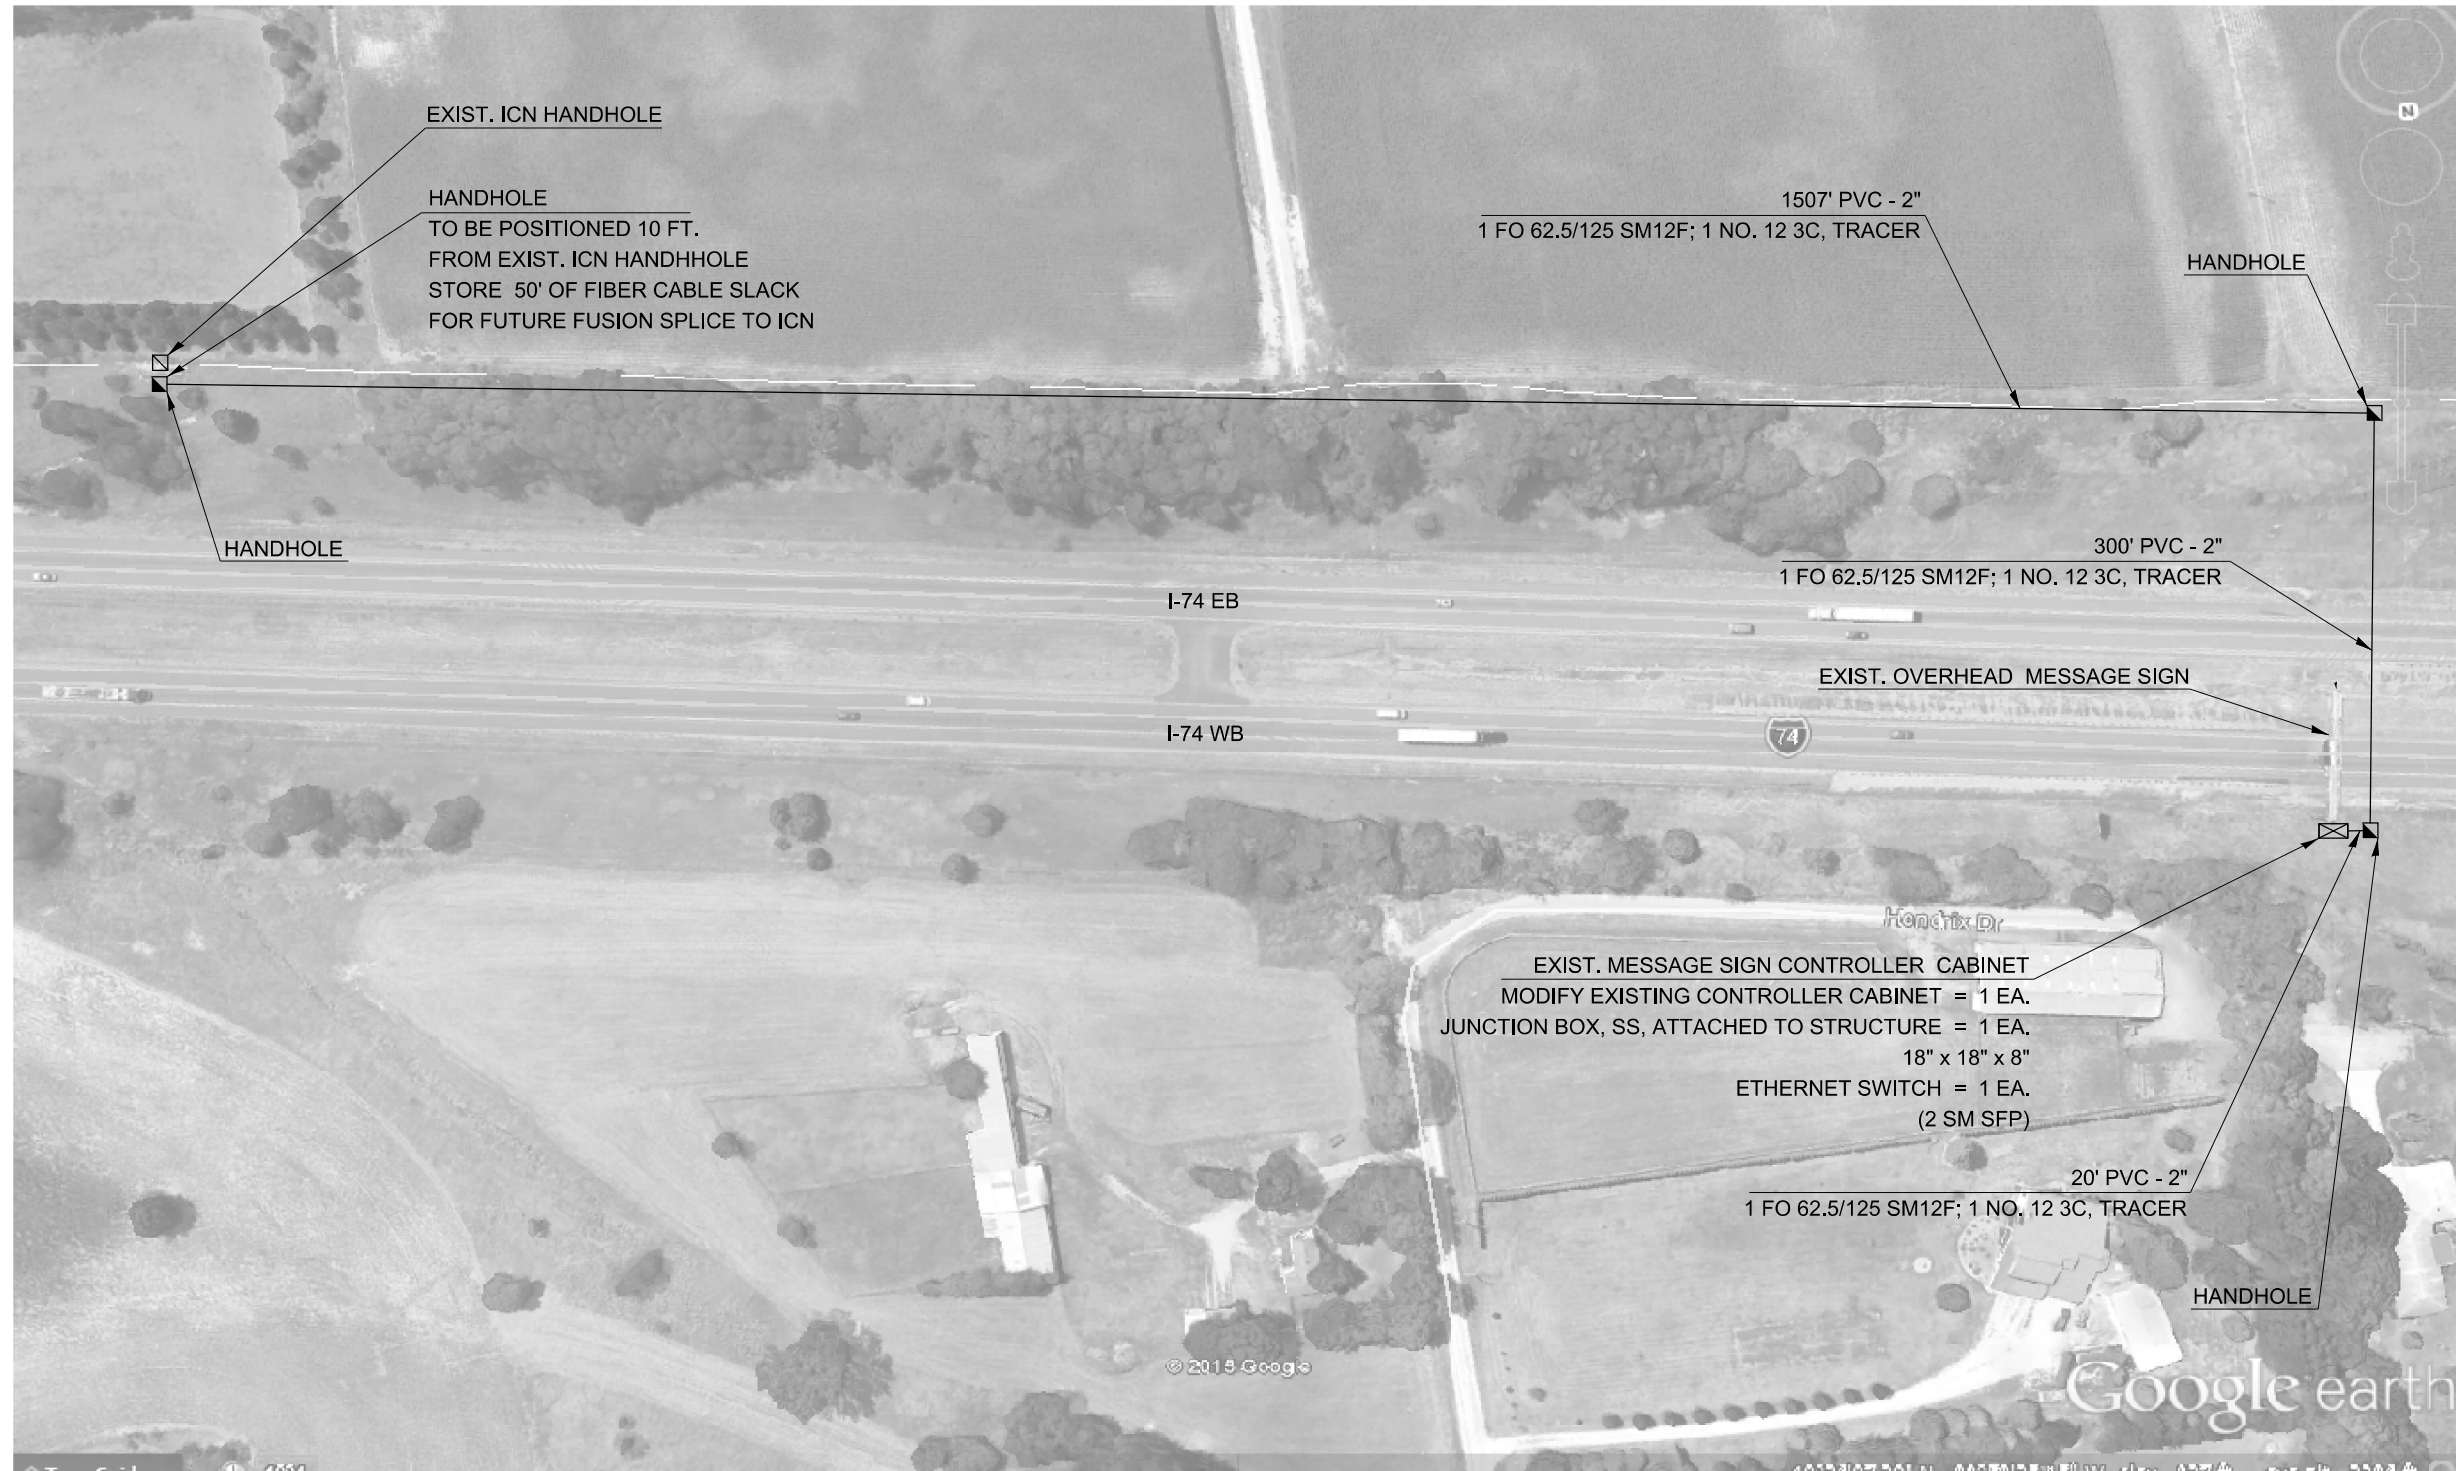 EXIST. ICN HANDHOLE
HANDHOLE
TO BE POSITIONED 10 FT.
FROM EXIST. ICN HANDHHOLE
STORE 50' OF FIBER CABLE SLACK
FOR FUTURE FUSION SPLICE TO ICN
1507' PVC - 2"
1 FO 62.5/125 SM12F; 1 NO. 12 3C, TRACER
HANDHOLE
N
HANDHOLE
300' PVC - 2"
1 FO 62.5/125 SM12F; 1 NO. 12 3C, TRACER
I-74 EB
EXIST. OVERHEAD MESSAGE SIGN
I-74 WB
74
Hendrix Dr
EXIST. MESSAGE SIGN CONTROLLER CABINET
MODIFY EXISTING CONTROLLER CABINET = 1 EA.
JUNCTION BOX, SS, ATTACHED TO STRUCTURE = 1 EA.
18" x 18" x 8"
ETHERNET SWITCH = 1 EA.
(2 SM SFP)
20' PVC - 2"
1 FO 62.5/125 SM12F; 1 NO. 12 3C, TRACER
HANDHOLE
© 2015 Google
Google earth